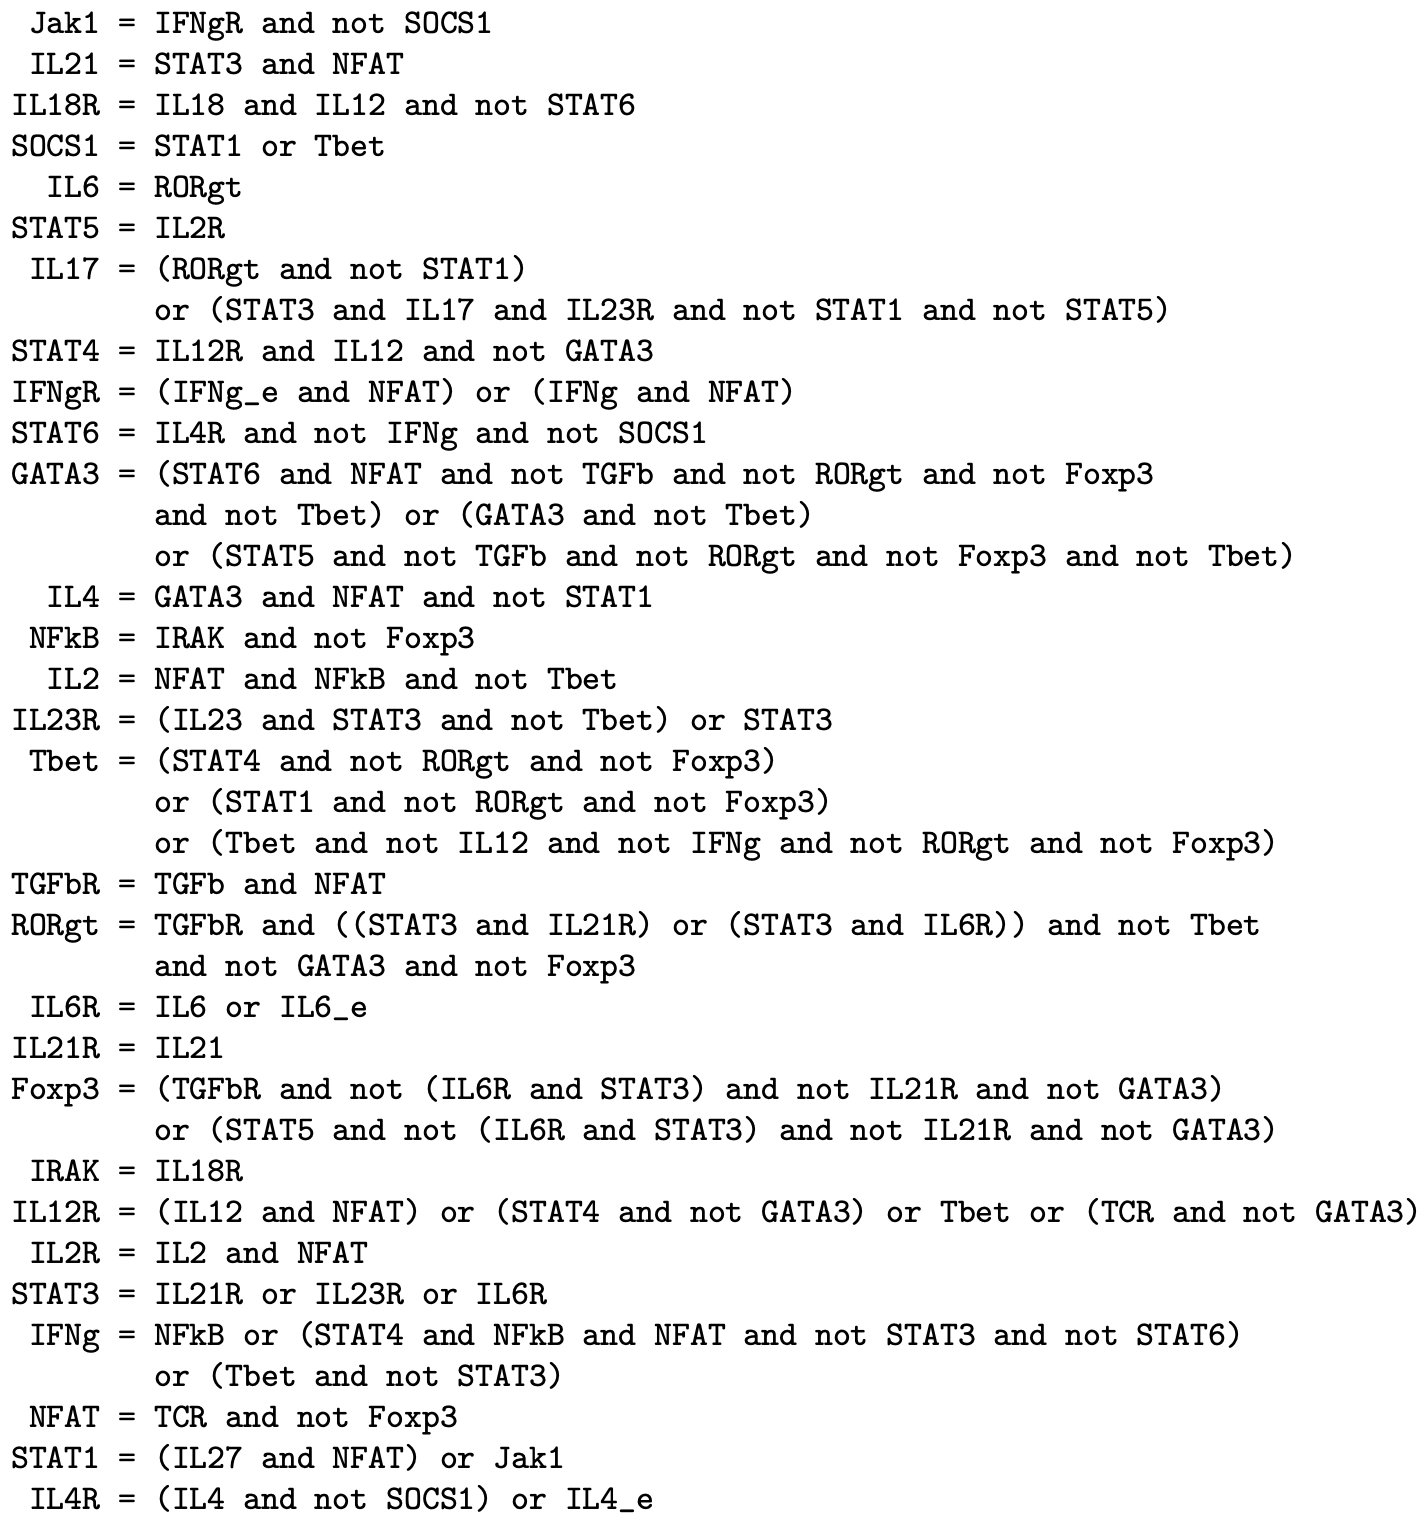 Jak1 = IFNgR and not SOCS1
IL21 = STAT3 and NFAT
IL18R = IL18 and IL12 and not STAT6
SOCS1 = STAT1 or Tbet
IL6 = RORgt
STAT5 = IL2R
IL17 = (RORgt and not STAT1)
or (STAT3 and IL17 and IL23R and not STAT1 and not STAT5)
STAT4 = IL12R and IL12 and not GATA3
IFNgR = (IFNg_e and NFAT) or (IFNg and NFAT)
STAT6 = IL4R and not IFNg and not SOCS1
GATA3 = (STAT6 and NFAT and not TGFb and not RORgt and not Foxp3
and not Tbet) or (GATA3 and not Tbet)
or (STAT5 and not TGFb and not RORgt and not Foxp3 and not Tbet)
IL4 = GATA3 and NFAT and not STAT1
NFkB = IRAK and not Foxp3
IL2 = NFAT and NFkB and not Tbet
IL23R = (IL23 and STAT3 and not Tbet) or STAT3
Tbet = (STAT4 and not RORgt and not Foxp3)
or (STAT1 and not RORgt and not Foxp3)
or (Tbet and not IL12 and not IFNg and not RORgt and not Foxp3)
TGFbR = TGFb and NFAT
RORgt = TGFbR and ((STAT3 and IL21R) or (STAT3 and IL6R)) and not Tbet
and not GATA3 and not Foxp3
IL6R = IL6 or IL6_e
IL21R = IL21
Foxp3 = (TGFbR and not (IL6R and STAT3) and not IL21R and not GATA3)
or (STAT5 and not (IL6R and STAT3) and not IL21R and not GATA3)
IRAK = IL18R
IL12R = (IL12 and NFAT) or (STAT4 and not GATA3) or Tbet or (TCR and not GATA3)
IL2R = IL2 and NFAT
STAT3 = IL21R or IL23R or IL6R
IFNg = NFkB or (STAT4 and NFkB and NFAT and not STAT3 and not STAT6)
or (Tbet and not STAT3)
NFAT = TCR and not Foxp3
STAT1 = (IL27 and NFAT) or Jak1
IL4R = (IL4 and not SOCS1) or IL4_e